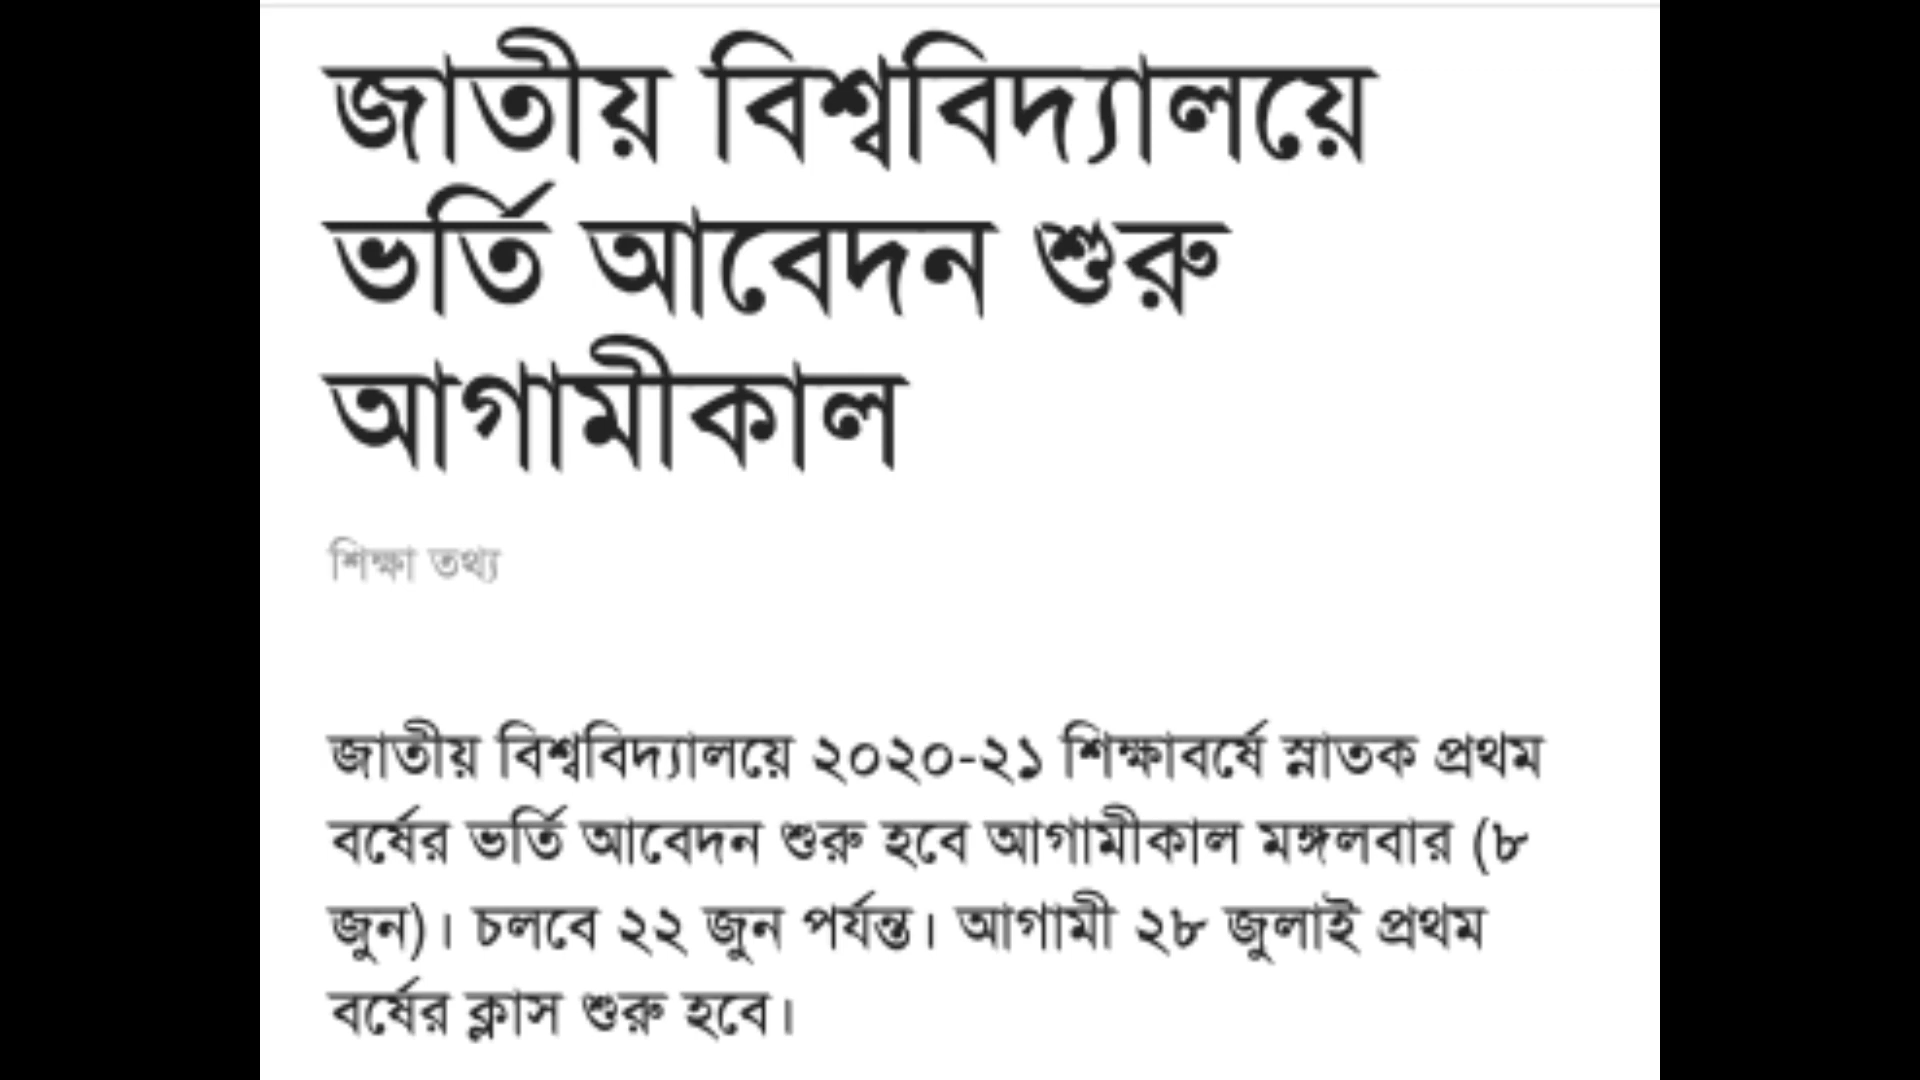 জাতীয় বিশ্ববিদ্যালয়ে
ভর্তি আবেদন শুরু
আগামীকাল
শিক্ষা তথ্য
জাতীয় বিশ্ববিদ্যালয়ে ২০২০-২১ শিক্ষাবর্ষে স্নাতক প্রথম
বর্ষের ভর্তি আবেদন শুরু হবে আগামীকাল মঙ্গলবার (৮
জুন)। চলবে ২২ জুন পর্যন্ত। আগামী ২৮ জুলাই প্রথম
বর্ষের ক্লাস শুরু হবে।